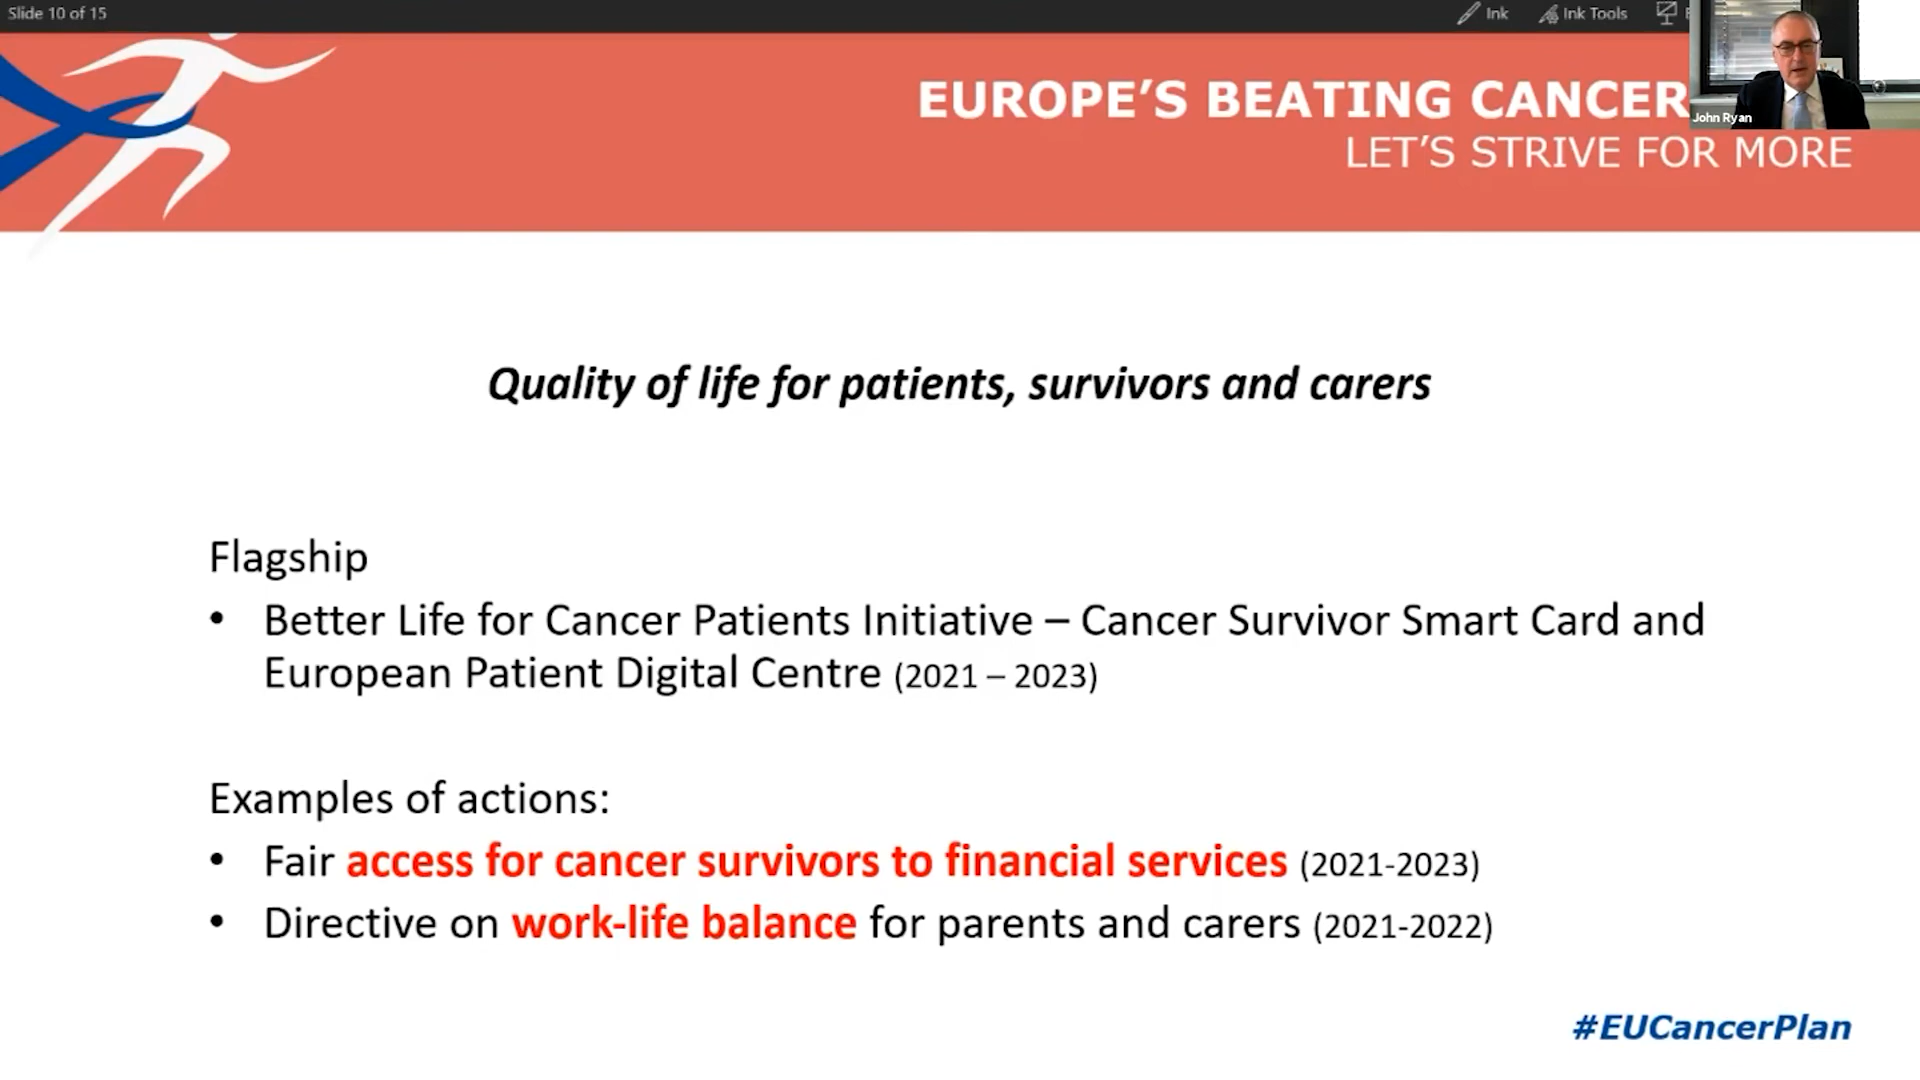 Slide 10 of 15
Ink
Ink Tools
EUROPE'S BEATING CANCER
John Ryan
LET'S STRIVE FOR MORE
Quality of life for patients, survivors and carers
Flagship
• Better Life for Cancer Patients Initiative – Cancer Survivor Smart Card and
European Patient Digital Centre (2021 – 2023)
Examples of actions:
• Fair access for cancer survivors to financial services (2021-2023)
• Directive on work-life balance for parents and carers (2021-2022)
#EUCancerPlan